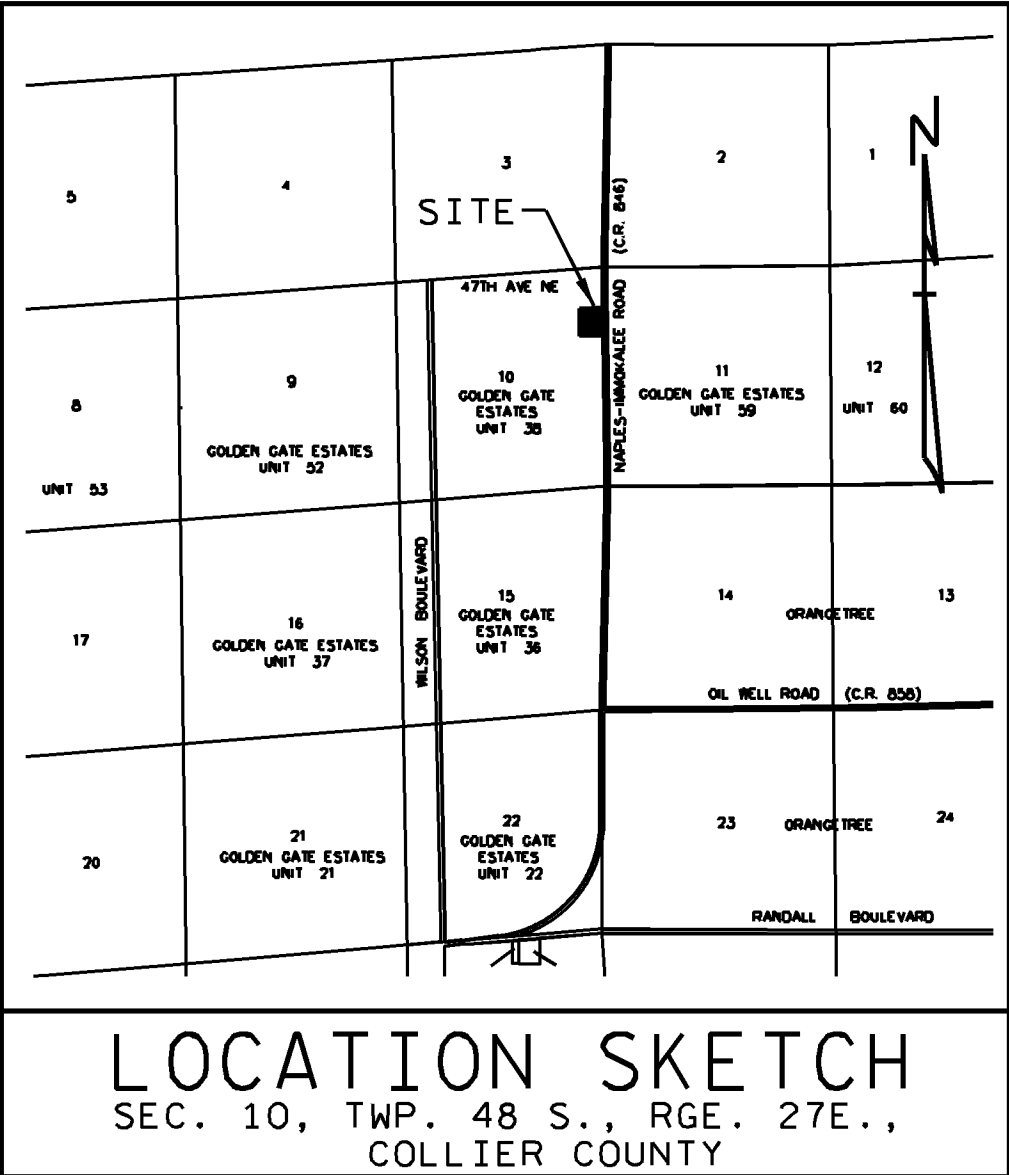 3
2
1
5
4
N
SITE
(C.R. 846)
47TH AVE NE
NAPLES-IMMOKALEE ROAD
9
10
GOLDEN GATE
ESTATES
UNIT 38
11
GOLDEN GATE ESTATES
UNIT 59
12
UNIT 60
8
GOLDEN GATE ESTATES
UNIT 52
UNIT 53
WILSON BOULEVARD
17
16
GOLDEN GATE ESTATES
UNIT 37
15
GOLDEN GATE
ESTATES
UNIT 36
14
ORANGETREE
13
OIL WELL ROAD (C.R. 858)
20
21
GOLDEN GATE ESTATES
UNIT 21
22
GOLDEN GATE
ESTATES
UNIT 22
23
ORANGETREE
24
RANDALL BOULEVARD
LOCATION SKETCH
SEC. 10, TWP. 48 S., RGE. 27E.,
COLLIER COUNTY